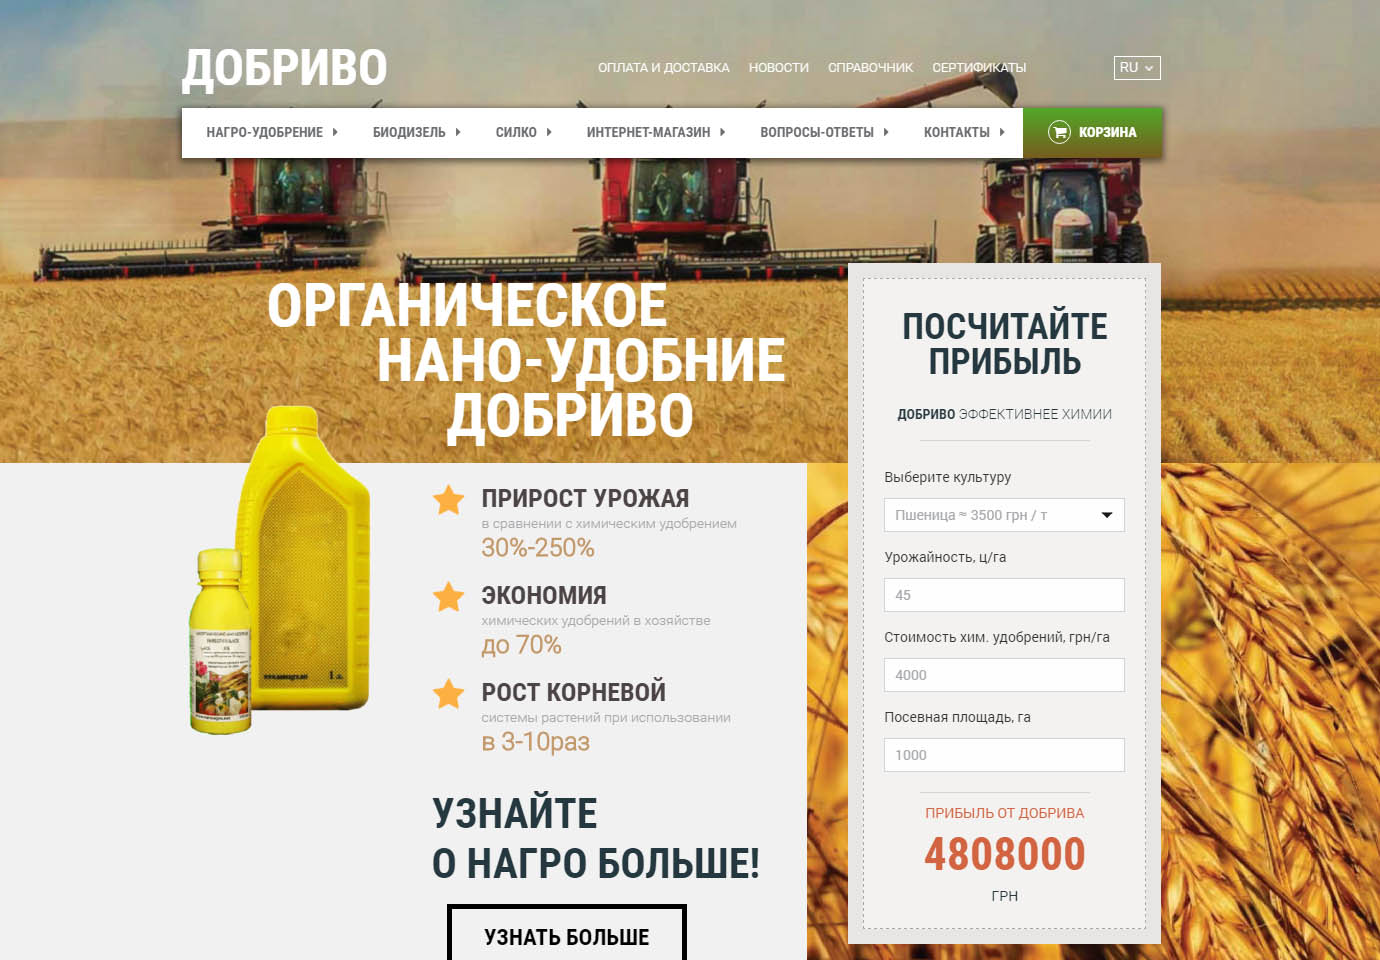 ДОБРИВО
ОПЛАТА И ДОСТАВКА НОВОСТИ СПРАВОЧНИК СЕРТИФИКАТЫ
RU
НАГРО-УДОБРЕНИЕ БИОДИЗЕЛЬ СИЛКО ИНТЕРНЕТ-МАГАЗИН ВОПРОСЫ-ОТВЕТЫ КОНТАКТЫ КОРЗИНА
ОРГАНИЧЕСКОЕ
НАНО-УДОБНИЕ
ДОБРИВО
ПРИРОСТ УРОЖАЯ
в сравнении с химическим удобрением
30%-250%
ЭКОНОМИЯ
химических удобрений в хозяйстве
до 70%
РОСТ КОРНЕВОЙ
системы растений при использовании
в 3-10раз
УЗНАЙТЕ
О НАГРО БОЛЬШЕ!
УЗНАТЬ БОЛЬШЕ
ПОСЧИТАЙТЕ
ПРИБЫЛЬ
ДОБРИВО ЭФФЕКТИВНЕЕ ХИМИИ
Выберите культуру
Пшеница ≈ 3500 грн / т
Урожайность, ц/га
45
Стоимость хим. удобрений, грн/га
4000
Посевная площадь, га
1000
ПРИБЫЛЬ ОТ ДОБРИВА
4808000
ГРН